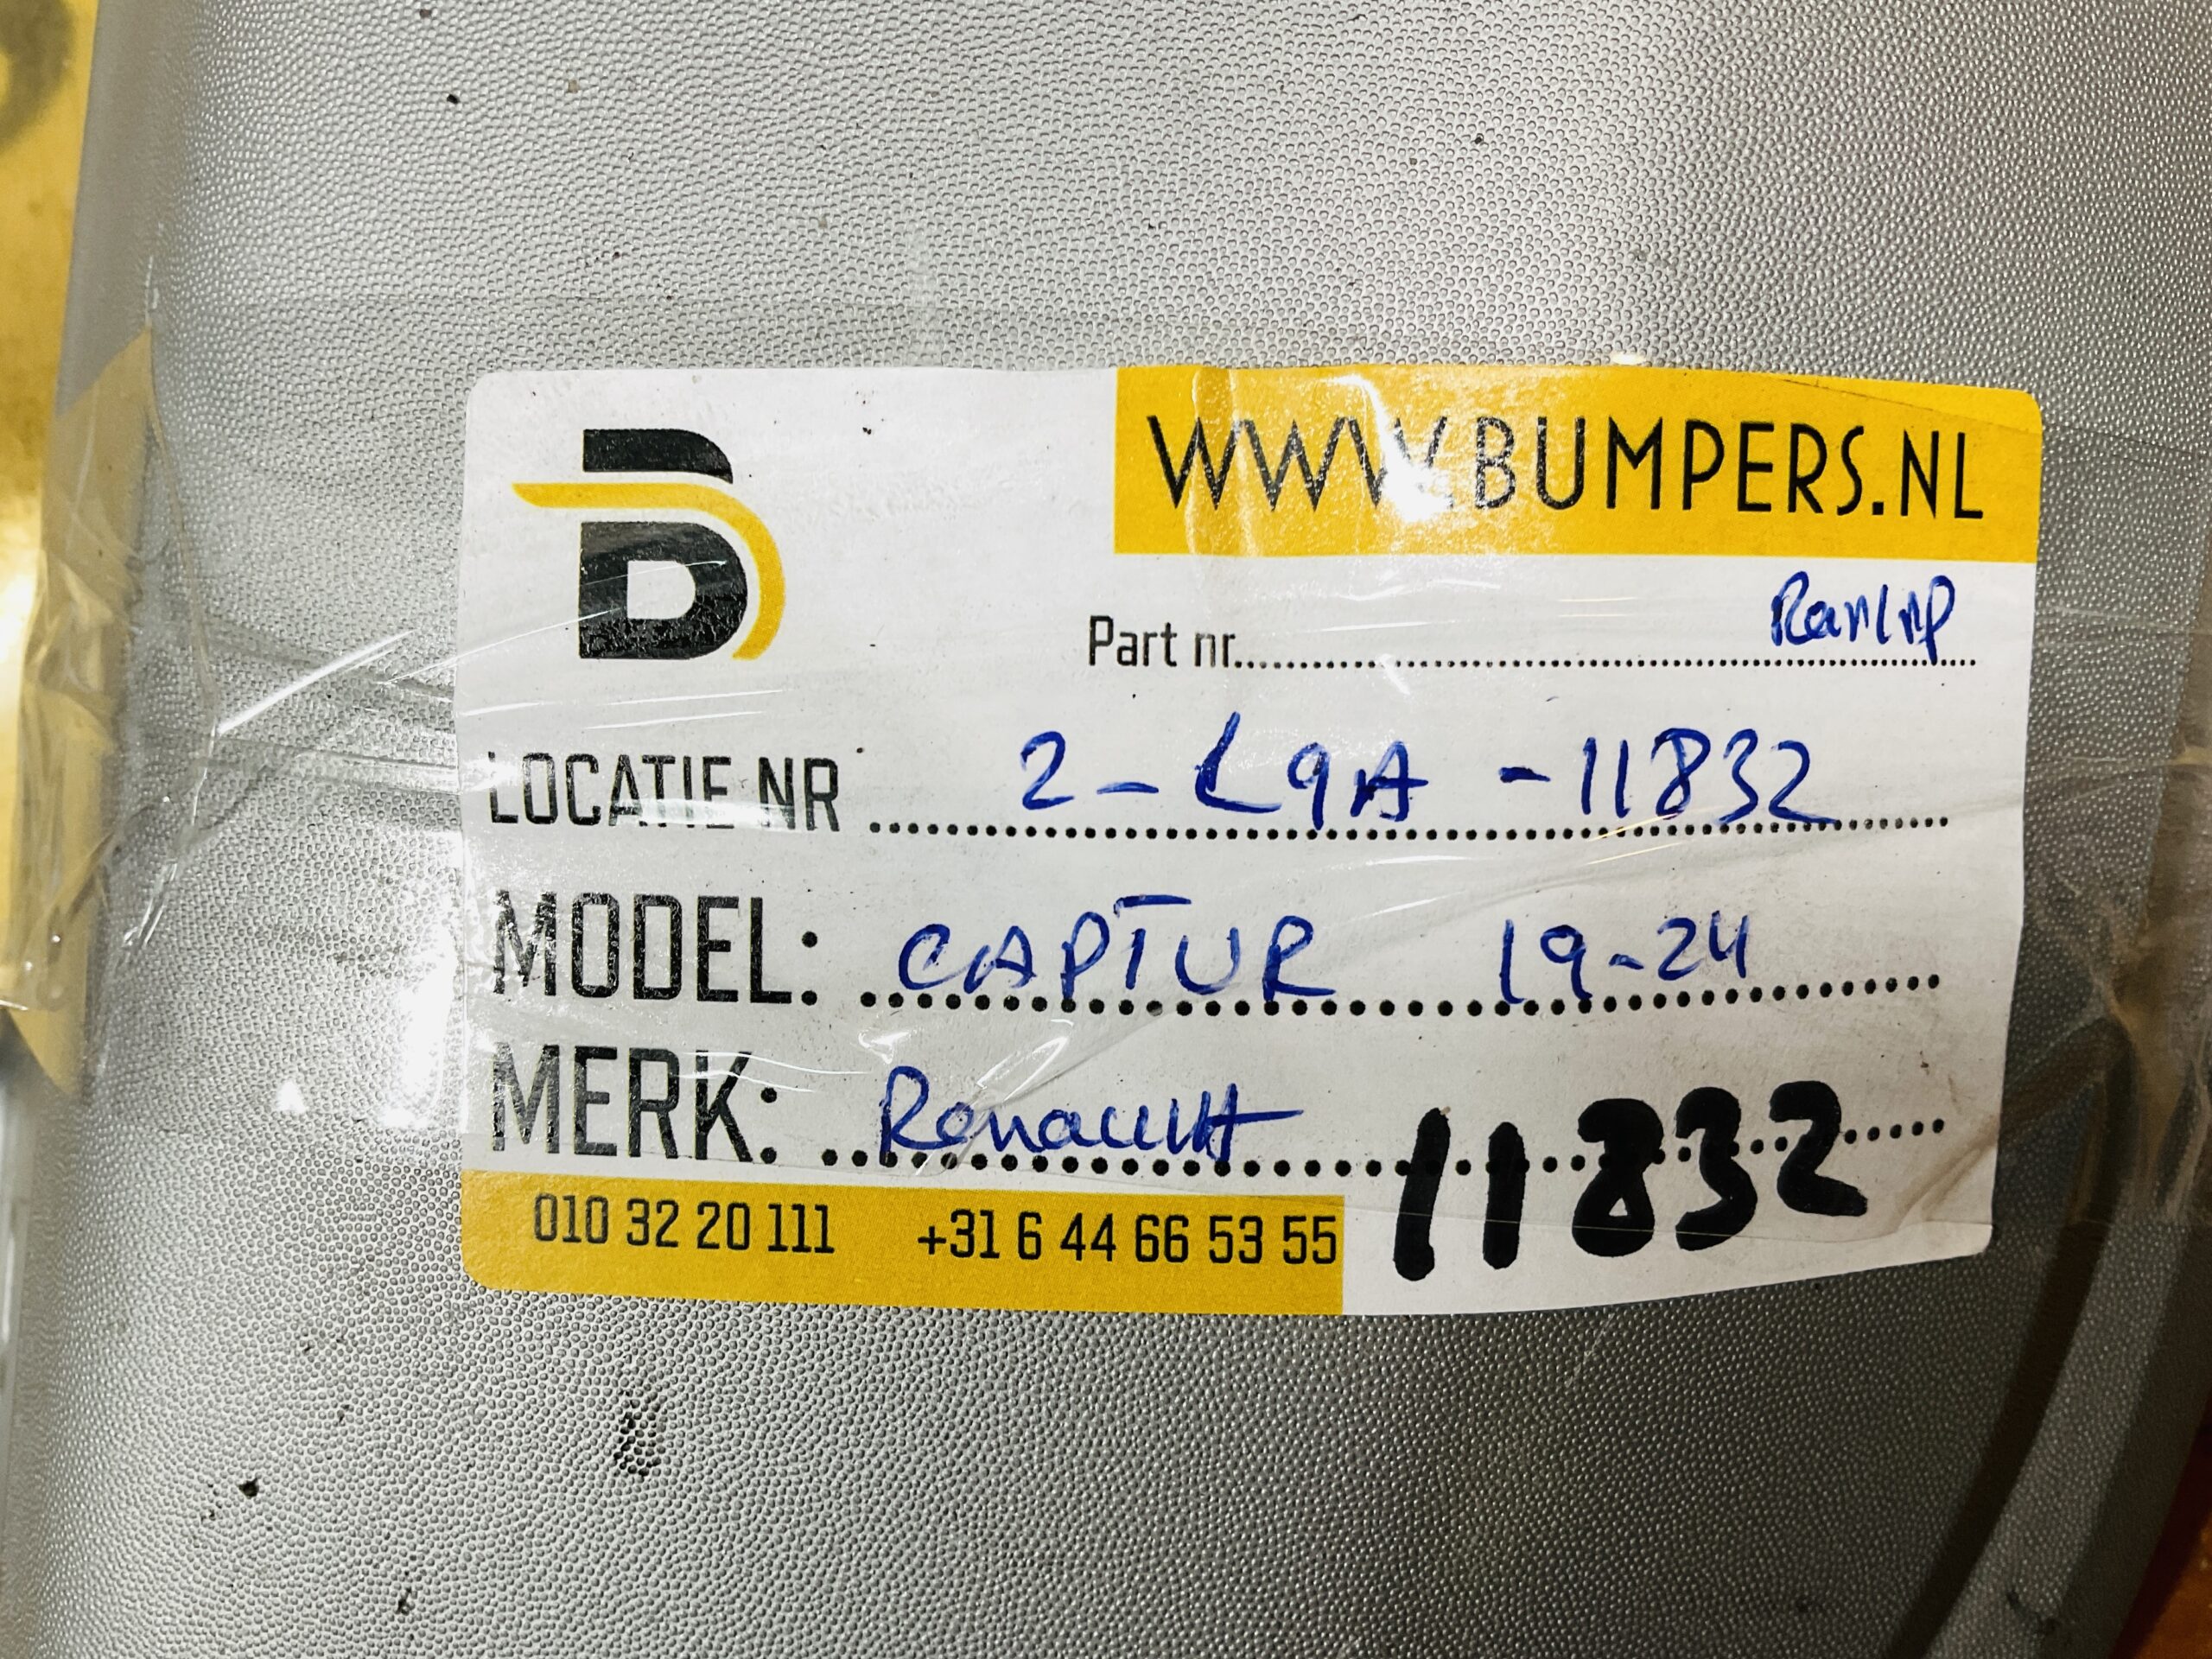 WWW.BUMPERS.NL
Part nr.
LOCATIE NR 2-L9A-11832
MODEL: CAPTUR 19-24
MERK: Renault
11832
010 32 20 111 +31 6 44 66 53 55